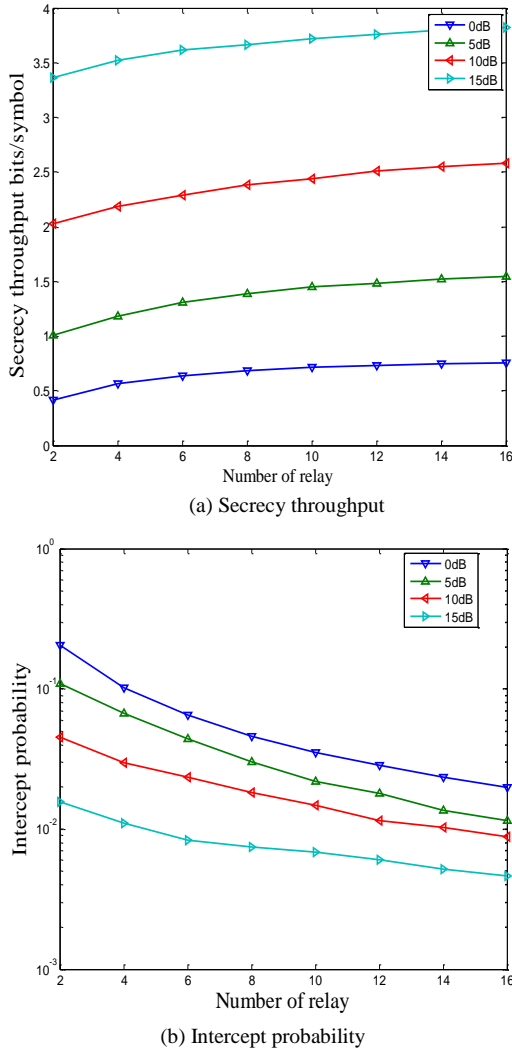 4
3.5
3
2.5
2
1.5
1
0.5
0
2 4 6 8 10 12 14 16
Secrecy throughput bits/symbol
Number of relay
0dB
5dB
10dB
15dB
(a) Secrecy throughput
10^0
10^-1
10^-2
10^-3
2 4 6 8 10 12 14 16
Intercept probability
Number of relay
0dB
5dB
10dB
15dB
(b) Intercept probability